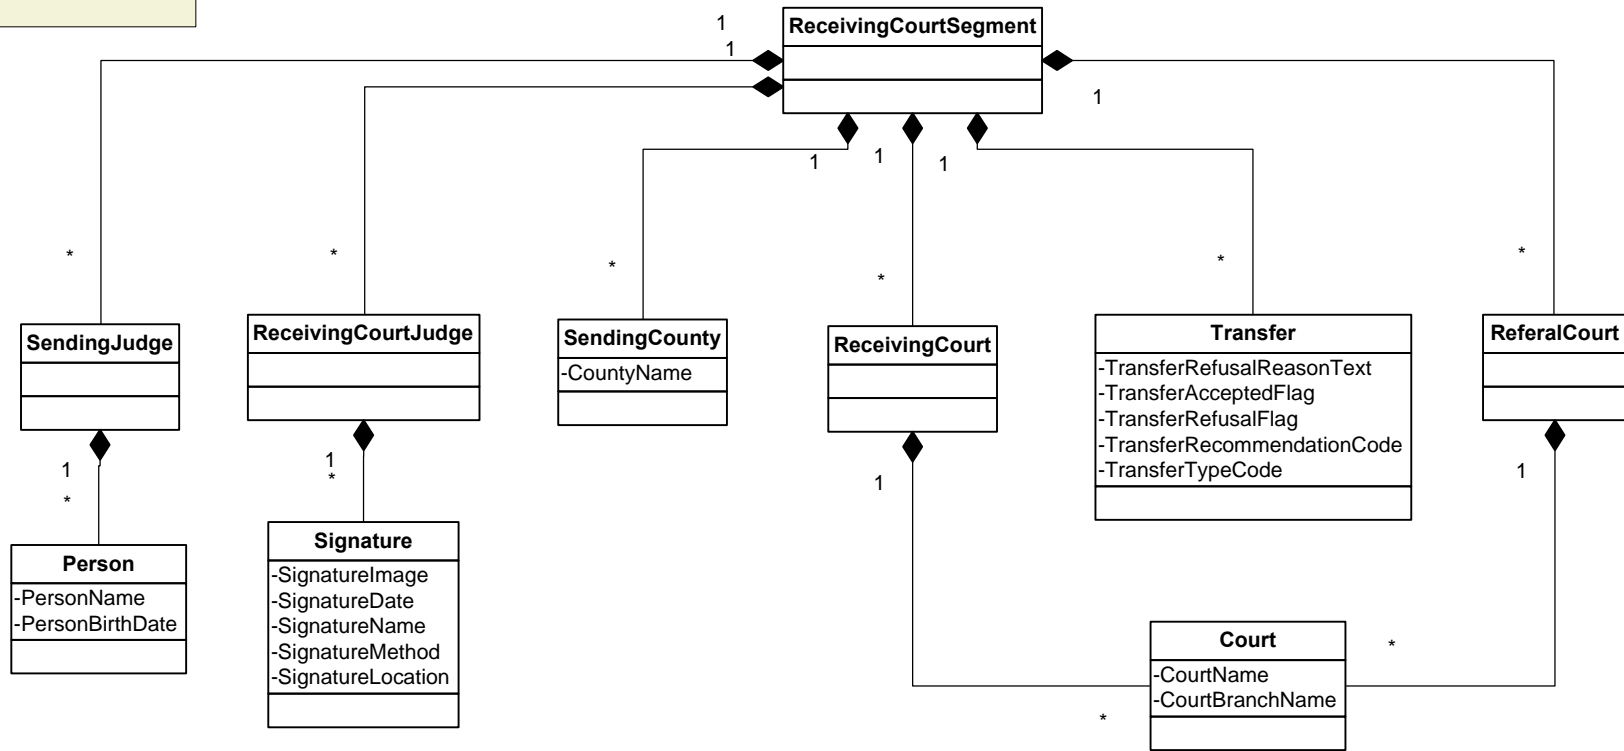 ReceivingCourtSegment
1
1
1
1
1
1
*
*
*
*
*
*
SendingJudge
ReceivingCourtJudge
SendingCounty
-CountyName
ReceivingCourt
Transfer
-TransferRefusalReasonText
-TransferAcceptedFlag
-TransferRefusalFlag
-TransferRecommendationCode
-TransferTypeCode
ReferalCourt
1
*
1
*
1
1
Person
-PersonName
-PersonBirthDate
Signature
-SignatureImage
-SignatureDate
-SignatureName
-SignatureMethod
-SignatureLocation
Court
-CourtName
-CourtBranchName
*
*